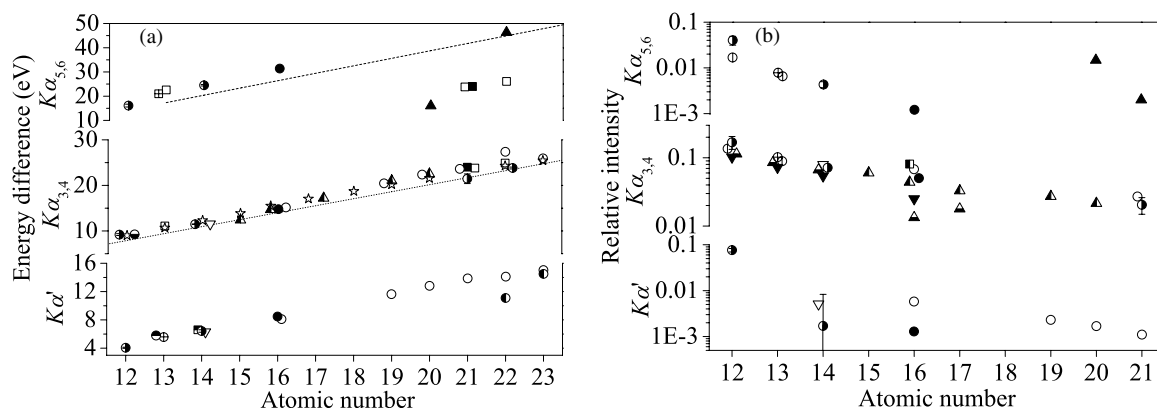 (a)
Energy difference (eV)
Kα5,6
50
40
30
20
10
Kα3,4
30
20
10
Kα'
16
12
8
4
12 13 14 15 16 17 18 19 20 21 22 23
Atomic number
(b)
Relative intensity
Kα5,6
0.1
0.01
1E-3
Kα3,4
0.1
0.01
Kα'
0.1
0.01
1E-3
12 13 14 15 16 17 18 19 20 21
Atomic number